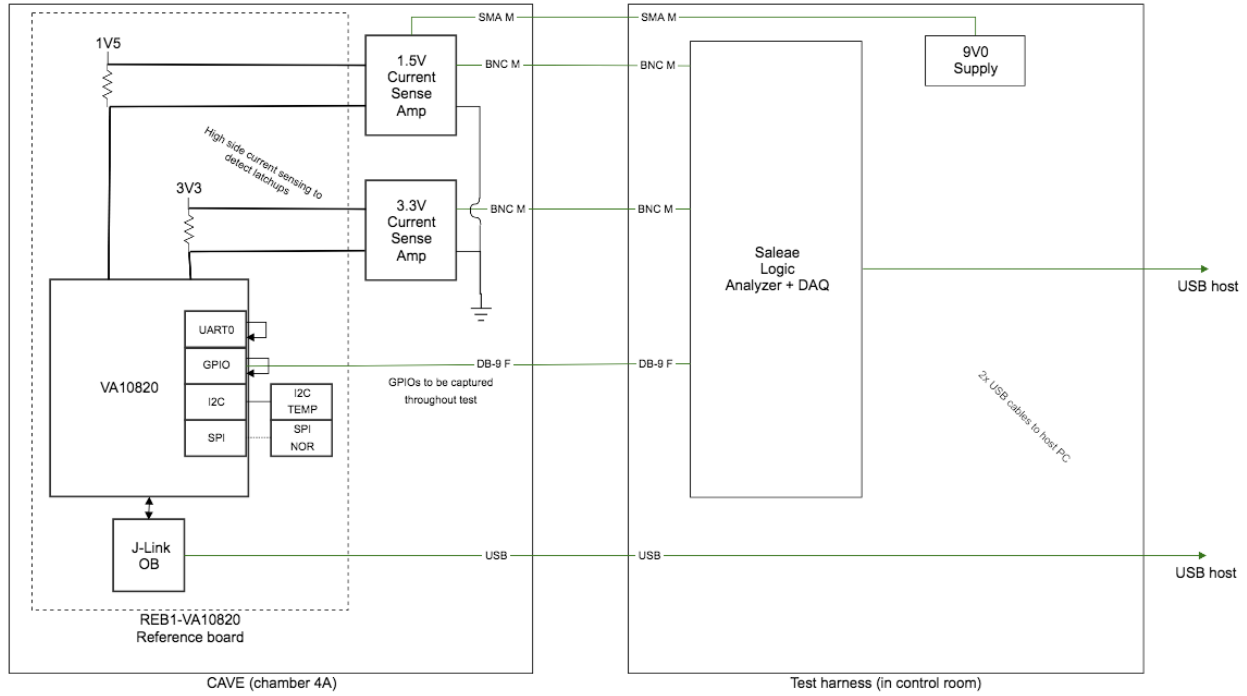 SMA M
SMA M
1V5
1.5V
Current
Sense
Amp
BNC M
BNC M
9V0
Supply
High side current sensing to
detect latchups
3V3
3.3V
Current
Sense
Amp
BNC M
BNC M
Saleae
Logic
Analyzer + DAQ
USB host
UART0
GPIO
DB-9 F
DB-9 F
GPIOs to be captured
throughout test
VA10820
I2C
I2C
TEMP
SPI
SPI
NOR
2x USB cables to host PC
J-Link
OB
USB
USB
USB host
REB1-VA10820
Reference board
CAVE (chamber 4A)
Test harness (in control room)